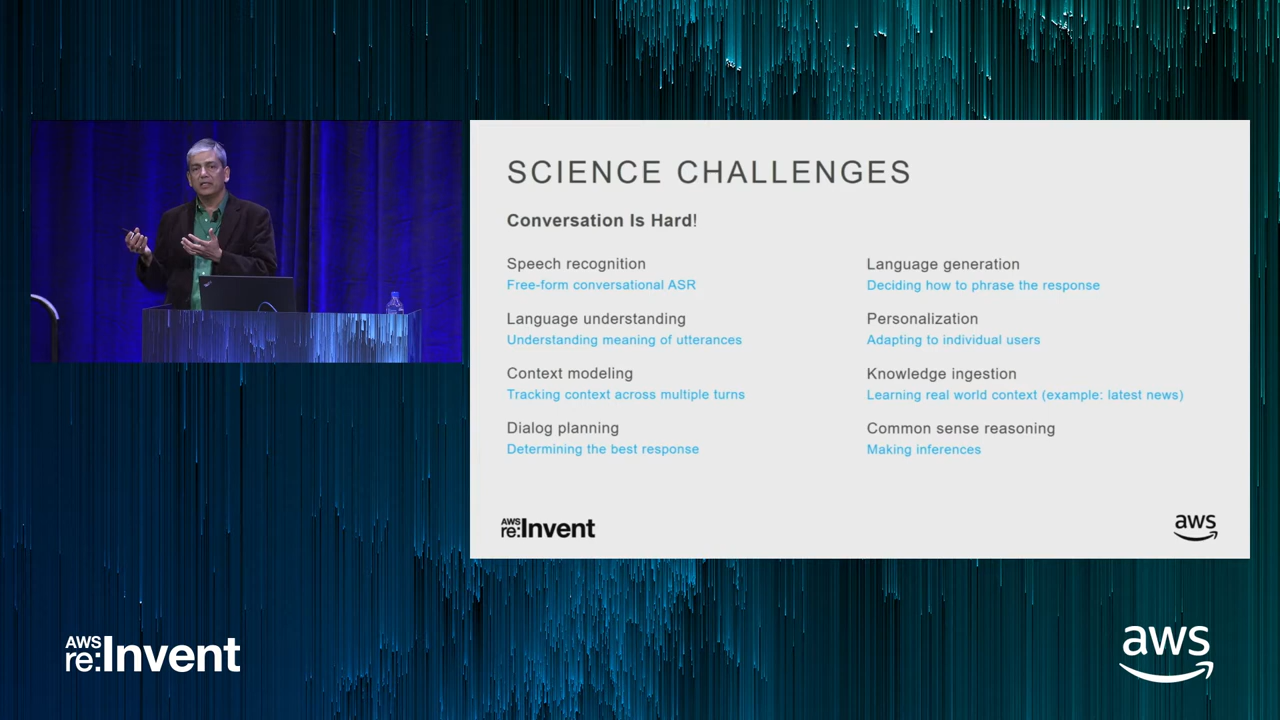 SCIENCE CHALLENGES
Conversation Is Hard!
Speech recognition
Free-form conversational ASR
Language understanding
Understanding meaning of utterances
Context modeling
Tracking context across multiple turns
Dialog planning
Determining the best response
Language generation
Deciding how to phrase the response
Personalization
Adapting to individual users
Knowledge ingestion
Learning real world context (example: latest news)
Common sense reasoning
Making inferences
AWS
re:Invent
aws
AWS
re:Invent
aws